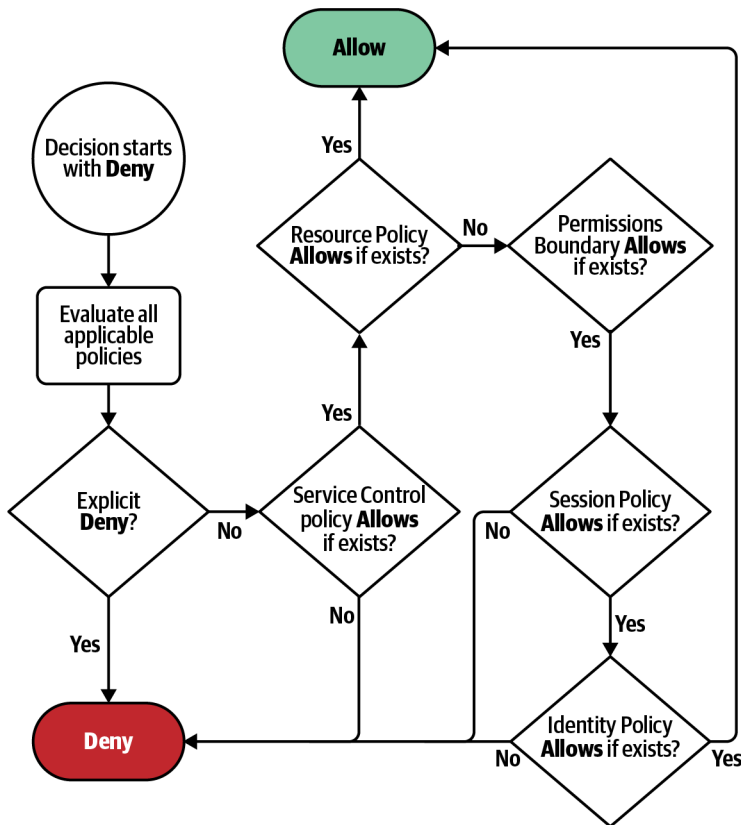 Allow
Decision starts
with Deny
Yes
Resource Policy
Allows if exists?
No
Permissions
Boundary Allows
if exists?
Evaluate all
applicable
policies
Yes
Yes
Explicit
Deny?
No
Service Control
policy Allows
if exists?
No
Session Policy
Allows if exists?
Yes
No
Yes
Deny
Identity Policy
Allows if exists?
No
Yes